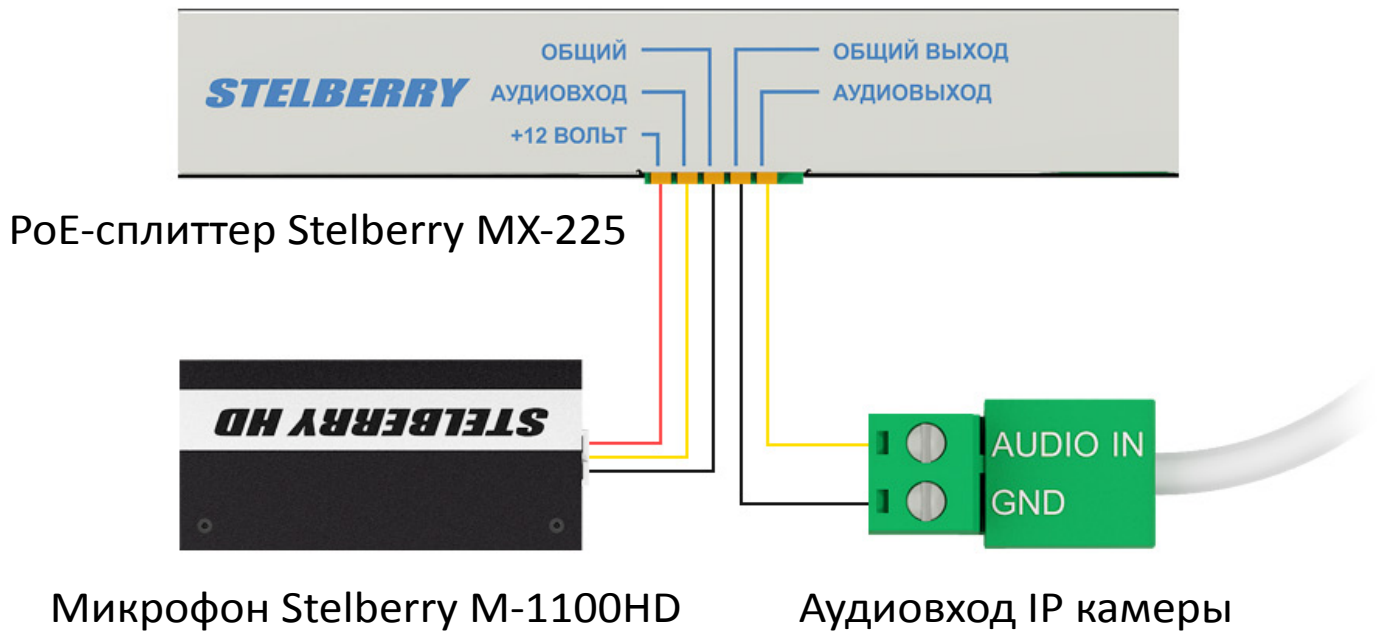 ОБЩИЙ
ОБЩИЙ ВЫХОД
STELBERRY
АУДИОВХОД
АУДИОВЫХОД
+12 ВОЛЬТ
PoE-сплиттер Stelberry MX-225
STELBERRY HD
AUDIO IN
GND
Микрофон Stelberry M-1100HD
Аудиовход IP камеры